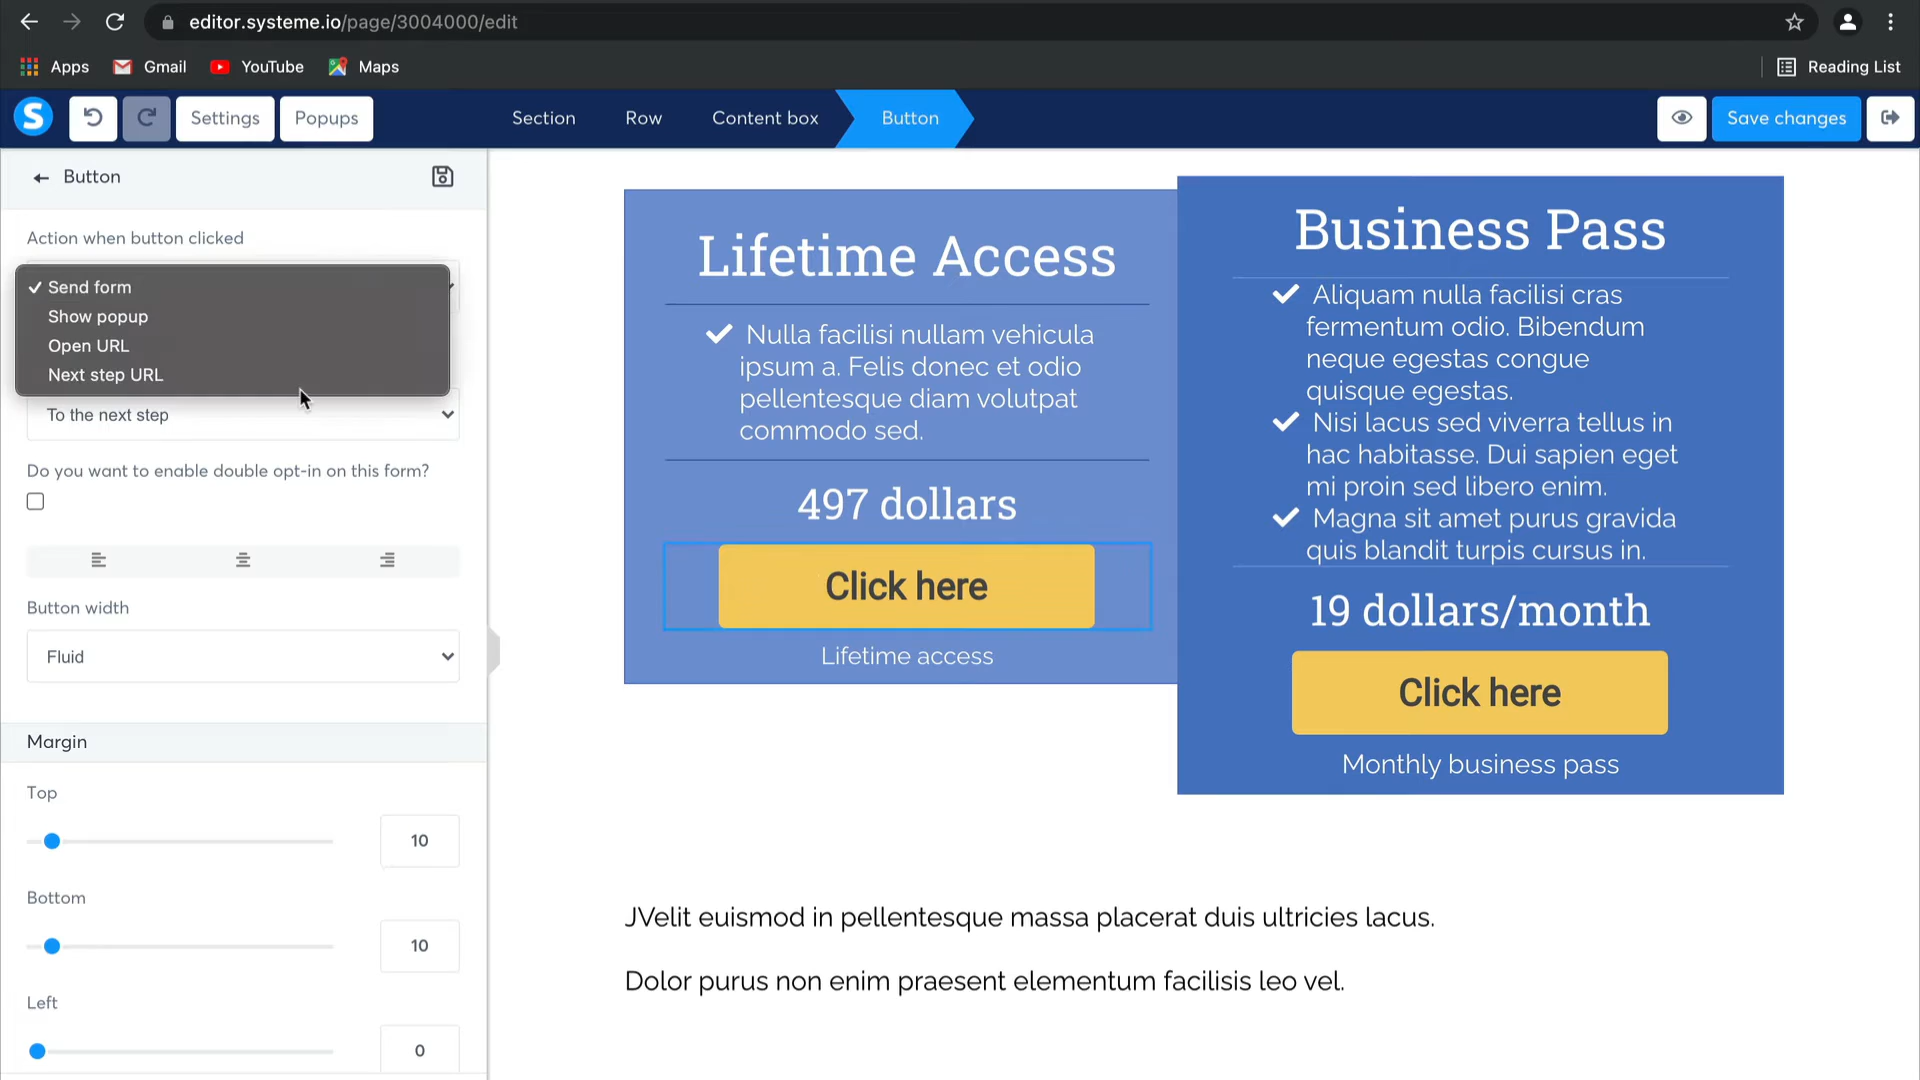 editor.systeme.io/page/3004000/edit
Apps
Gmail
YouTube
Maps
Reading List
S
Settings
Popups
Section
Row
Content box
Button
Save changes
Button
Action when button clicked
Send form
Show popup
Open URL
Next step URL
To the next step
Do you want to enable double opt-in on this form?
Button width
Fluid
Margin
Top
10
Bottom
10
Left
0
Lifetime Access
Nulla facilisi nullam vehicula
ipsum a. Felis donec et odio
pellentesque diam volutpat
commodo sed.
497 dollars
Click here
Lifetime access
Business Pass
Aliquam nulla facilisi cras
fermentum odio. Bibendum
neque egestas congue
quisque egestas.
Nisi lacus sed viverra tellus in
hac habitasse. Dui sapien eget
mi proin sed libero enim.
Magna sit amet purus gravida
quis blandit turpis cursus in.
19 dollars/month
Click here
Monthly business pass
JVelit euismod in pellentesque massa placerat duis ultricies lacus.
Dolor purus non enim praesent elementum facilisis leo vel.